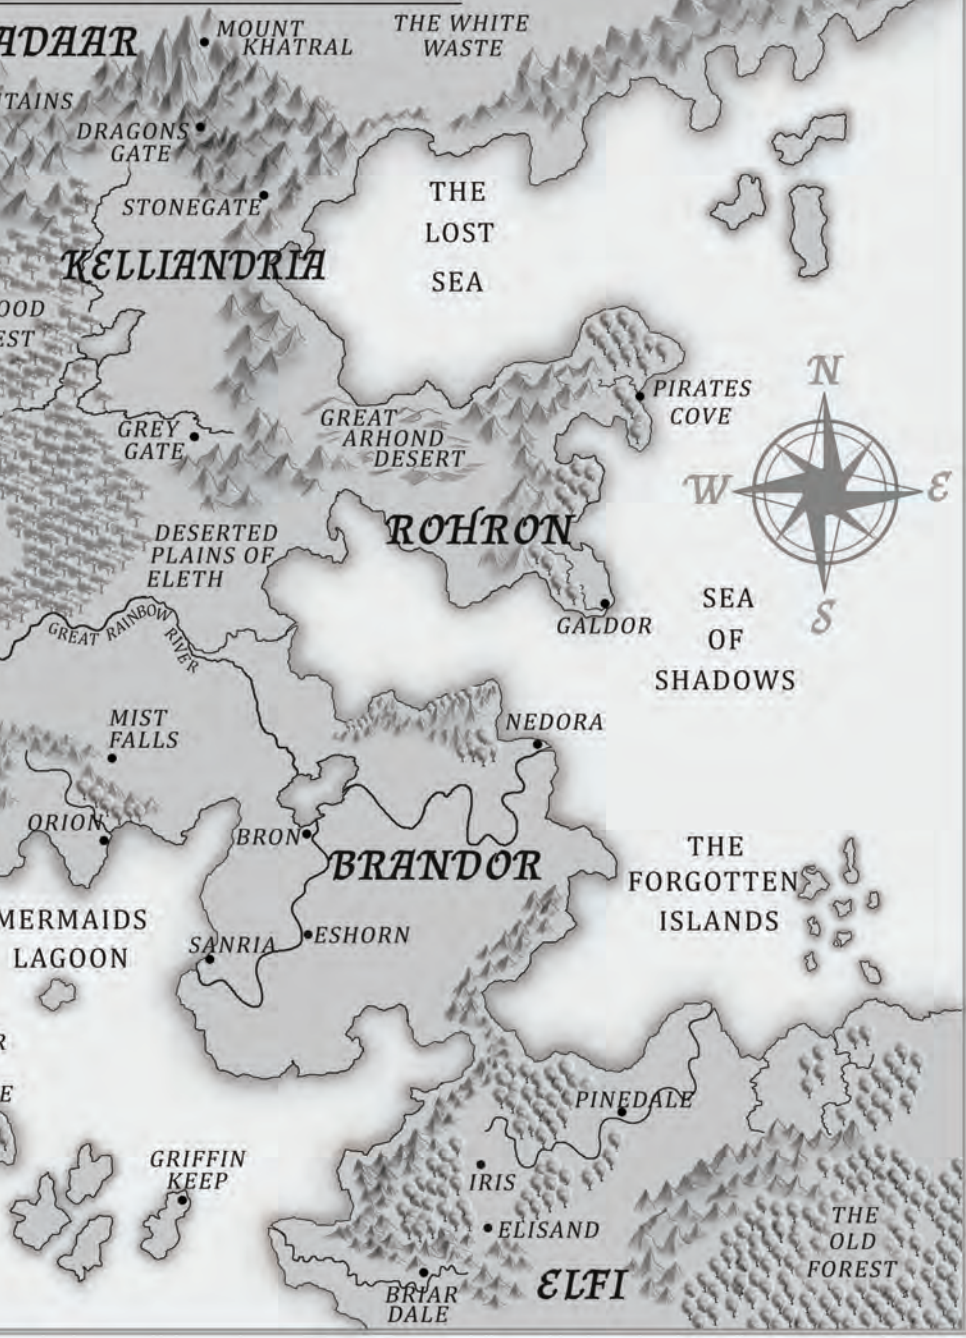 ADAAR
MOUNT
KHATRAL
THE WHITE
WASTE
TAINS
DRAGONS
GATE
STONEGATE
THE
LOST
SEA
KELLIANDRIA
OOD
EST
N
W
E
S
PIRATES
COVE
GREAT
ARHOND
DESERT
GREY
GATE
ROHRON
DESERTED
PLAINS OF
ELETH
SEA
OF
SHADOWS
GALDOR
GREAT RAINBOW
RIVER
MIST
FALLS
NEDORA
ORION
BRON
BRANDOR
THE
FORGOTTEN
ISLANDS
MERMAIDS
LAGOON
ESHORN
SANRIA
R
E
PINEDALE
GRIFFIN
KEEP
IRIS
ELISAND
THE
OLD
FOREST
BRIAR
DALE
ELFI